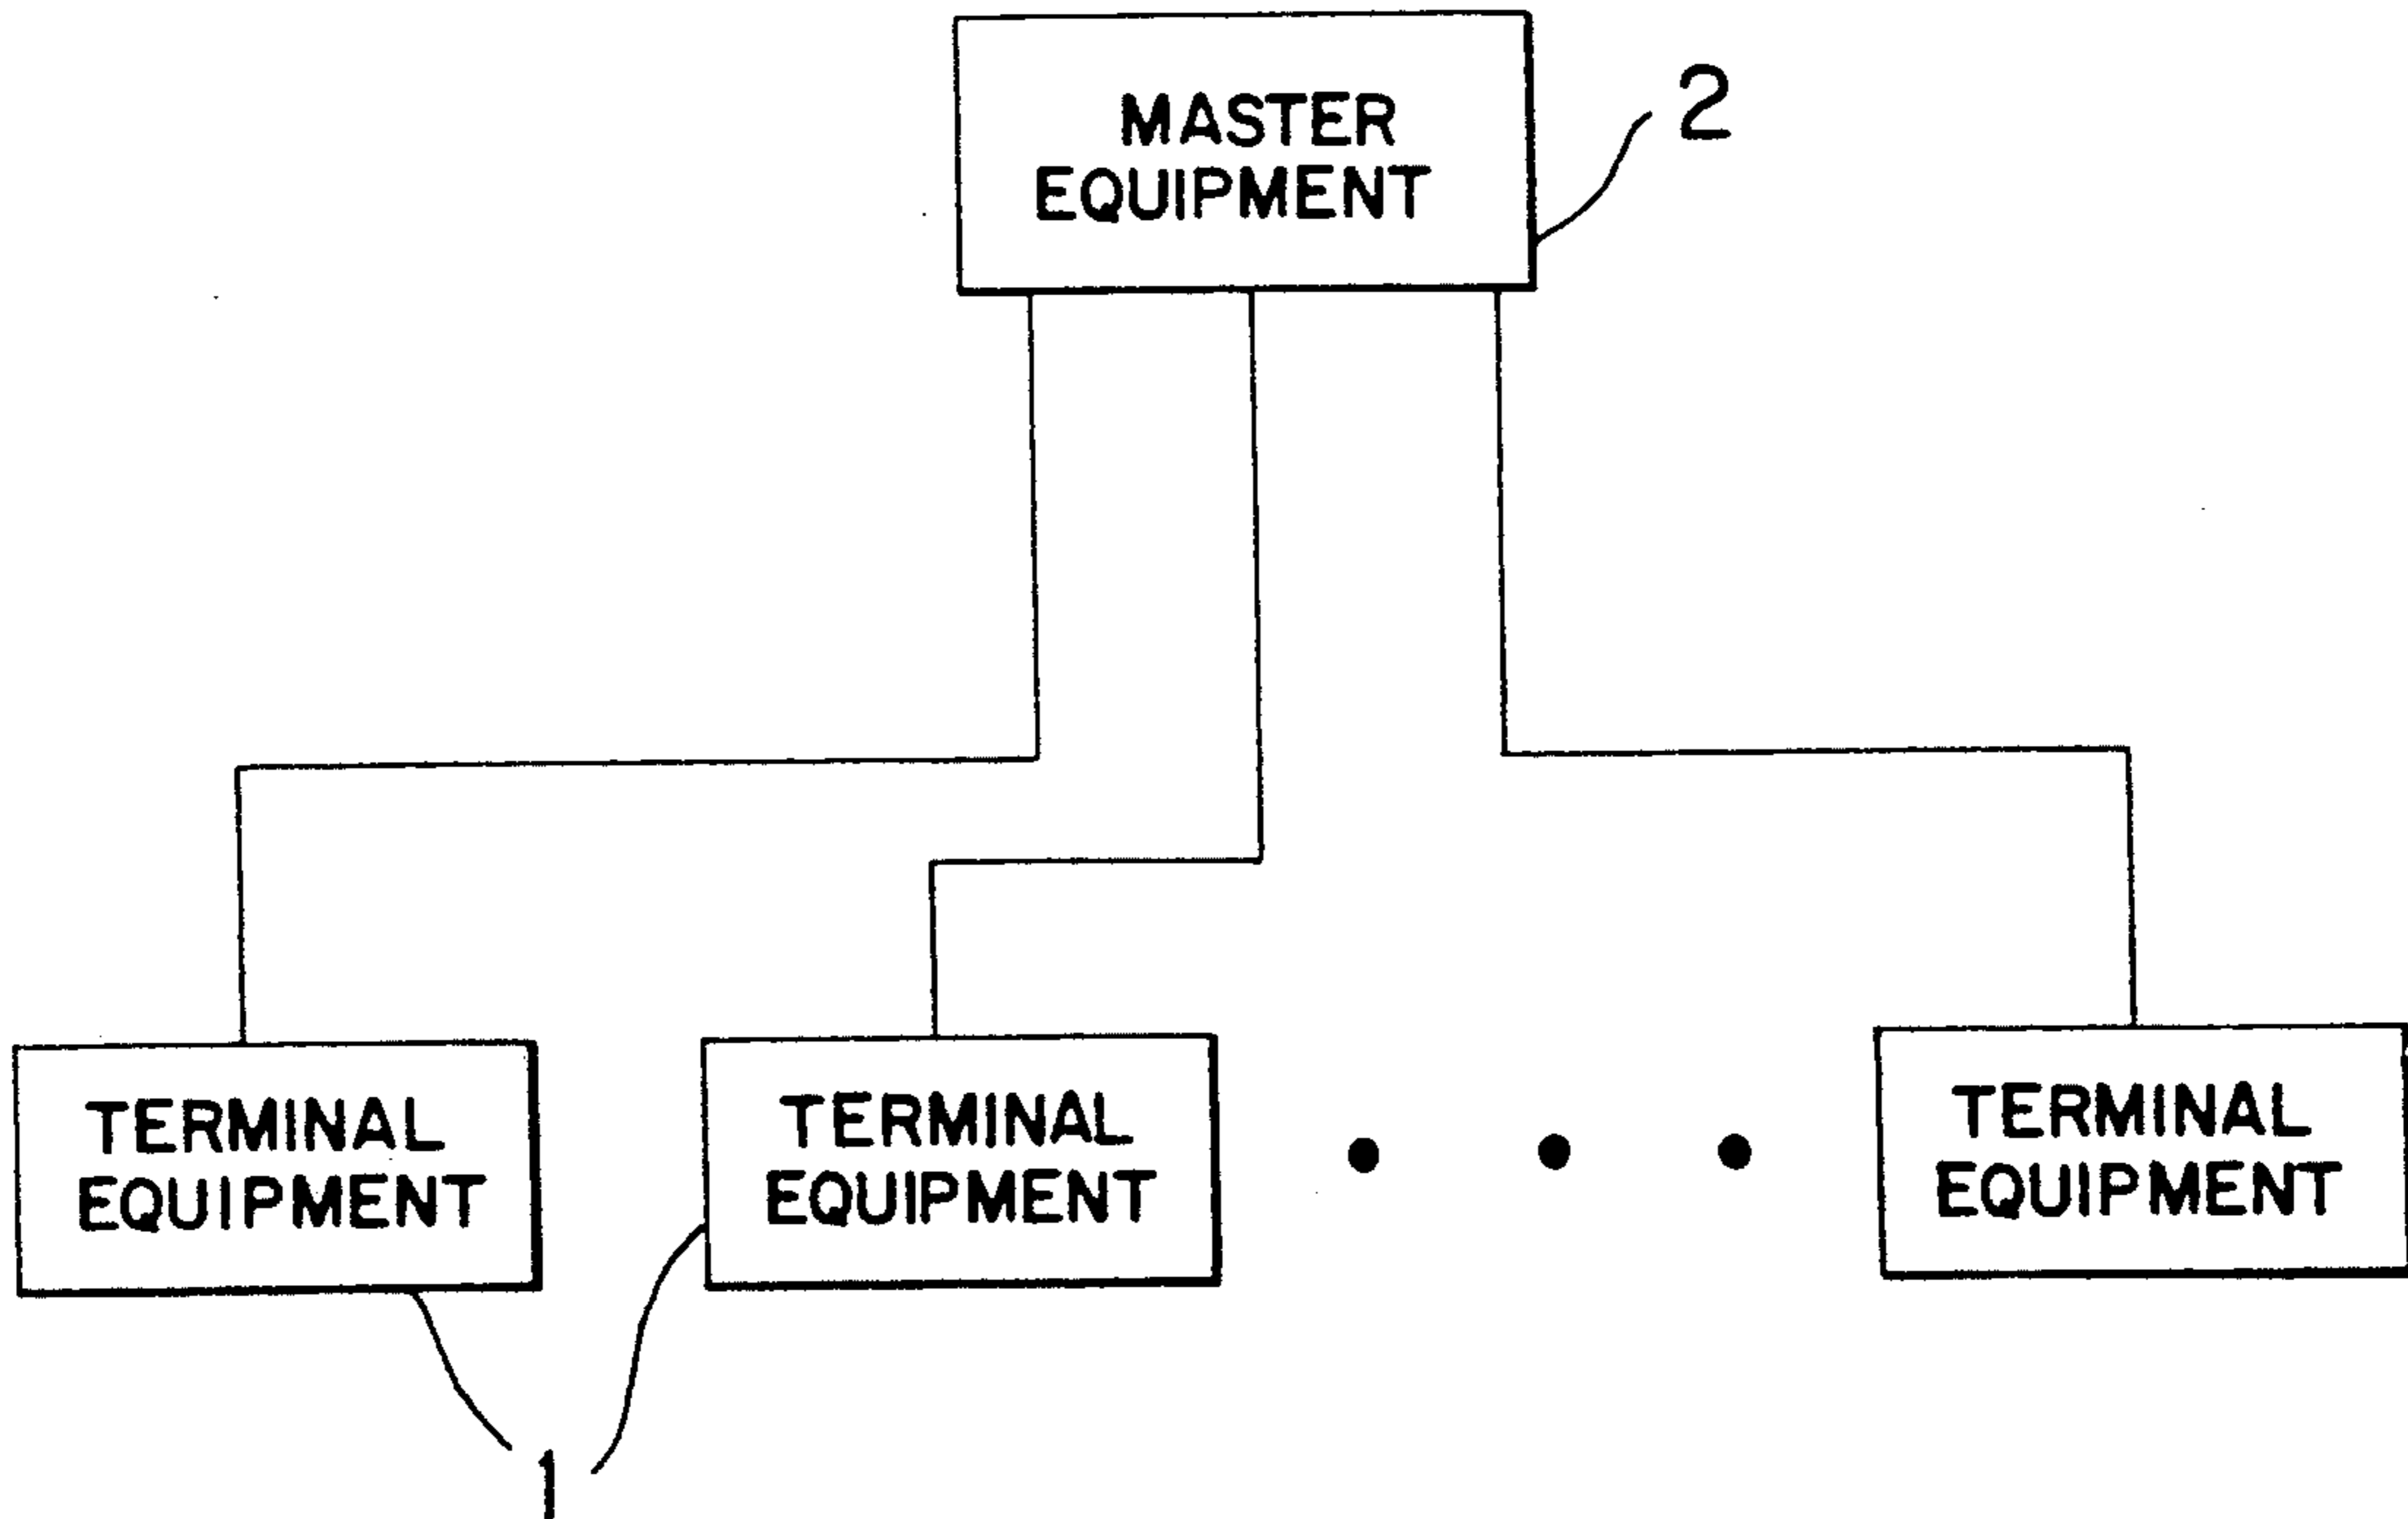 MASTER
EQUIPMENT
2
TERMINAL
EQUIPMENT
TERMINAL
EQUIPMENT
TERMINAL
EQUIPMENT
1